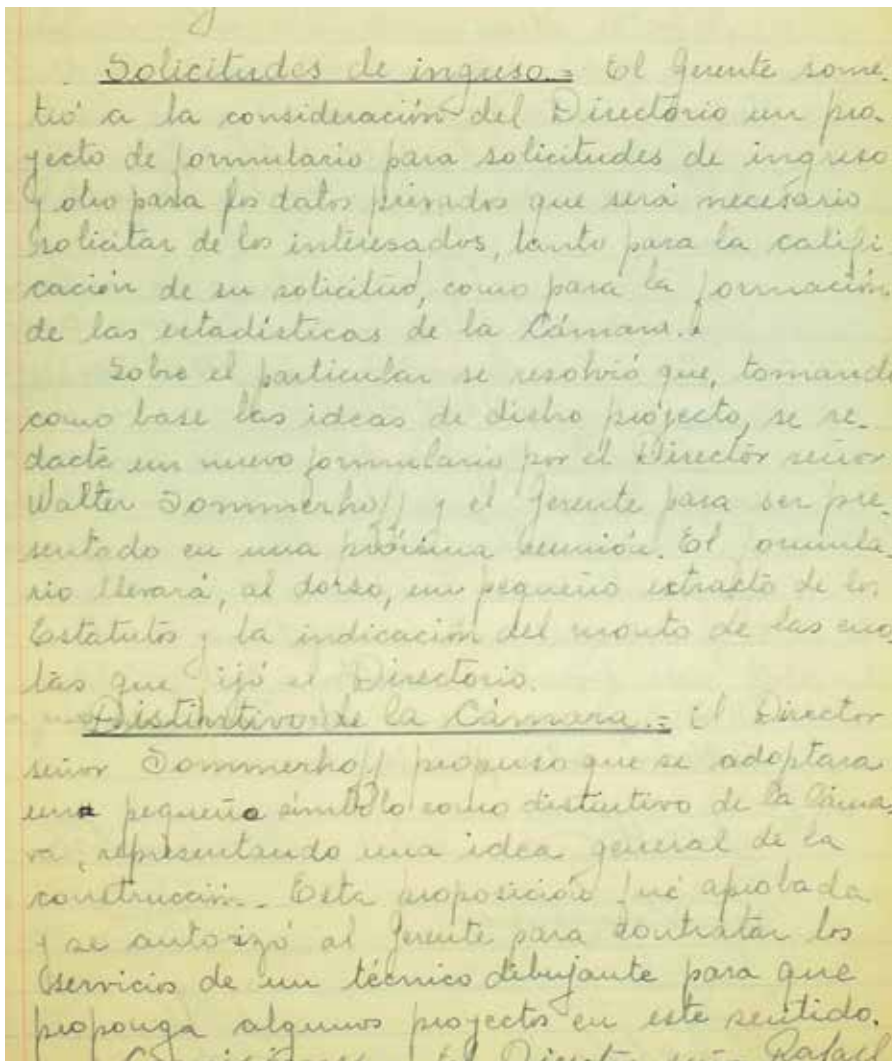 Solicitudes de ingreso.= El Gerente some-
tió a la consideración del Directorio un pro-
yecto de formulario para solicitudes de ingreso
y otro para los datos privados que será necesario
solicitar de los interesados, tanto para la califi-
cación de su solicitud, como para la formación
de las estadísticas de la Cámara.
Sobre el particular se resolvió que, tomando
como base las ideas de dicho proyecto, se re-
dacte un nuevo formulario por el Director señor
Walter Sommerhoff y el Gerente para ser pre-
sentado en una próxima reunión. El formula-
rio llevará, al dorso, un pequeño extracto de los
Estatutos y la indicación del monto de las cuo-
tas que fijó el Directorio.
Distintivo de la Cámara.= El Director
señor Sommerhoff propuso que se adoptara
una pequeño símbolo como distintivo de la Cáma-
ra, representando una idea general de la
construcción. Esta proposición fué aprobada
y se autorizó al Gerente para contratar los
servicios de un técnico dibujante para que
proponga algunos proyectos en este sentido.
El Director Rafael